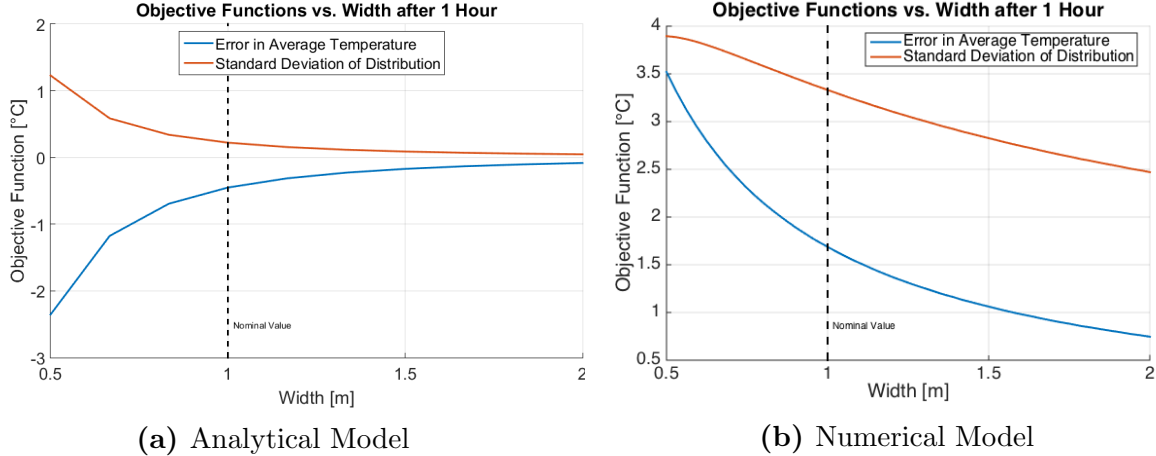 Objective Functions vs. Width after 1 Hour
2
1
0
-1
-2
-3
Objective Function [°C]
Error in Average Temperature
Standard Deviation of Distribution
Nominal Value
0.5
1
1.5
2
Width [m]
(a) Analytical Model
Objective Functions vs. Width after 1 Hour
4
3.5
3
2.5
2
1.5
1
0.5
Objective Function [°C]
Error in Average Temperature
Standard Deviation of Distribution
Nominal Value
0.5
1
1.5
2
Width [m]
(b) Numerical Model